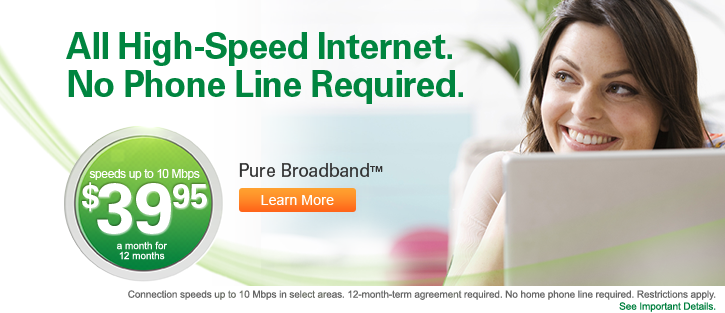 All High-Speed Internet.
No Phone Line Required.
speeds up to 10 Mbps
$39.95
a month for
12 months
Pure Broadband™
Learn More
Connection speeds up to 10 Mbps in select areas. 12-month-term agreement required. No home phone line required. Restrictions apply.
See Important Details.